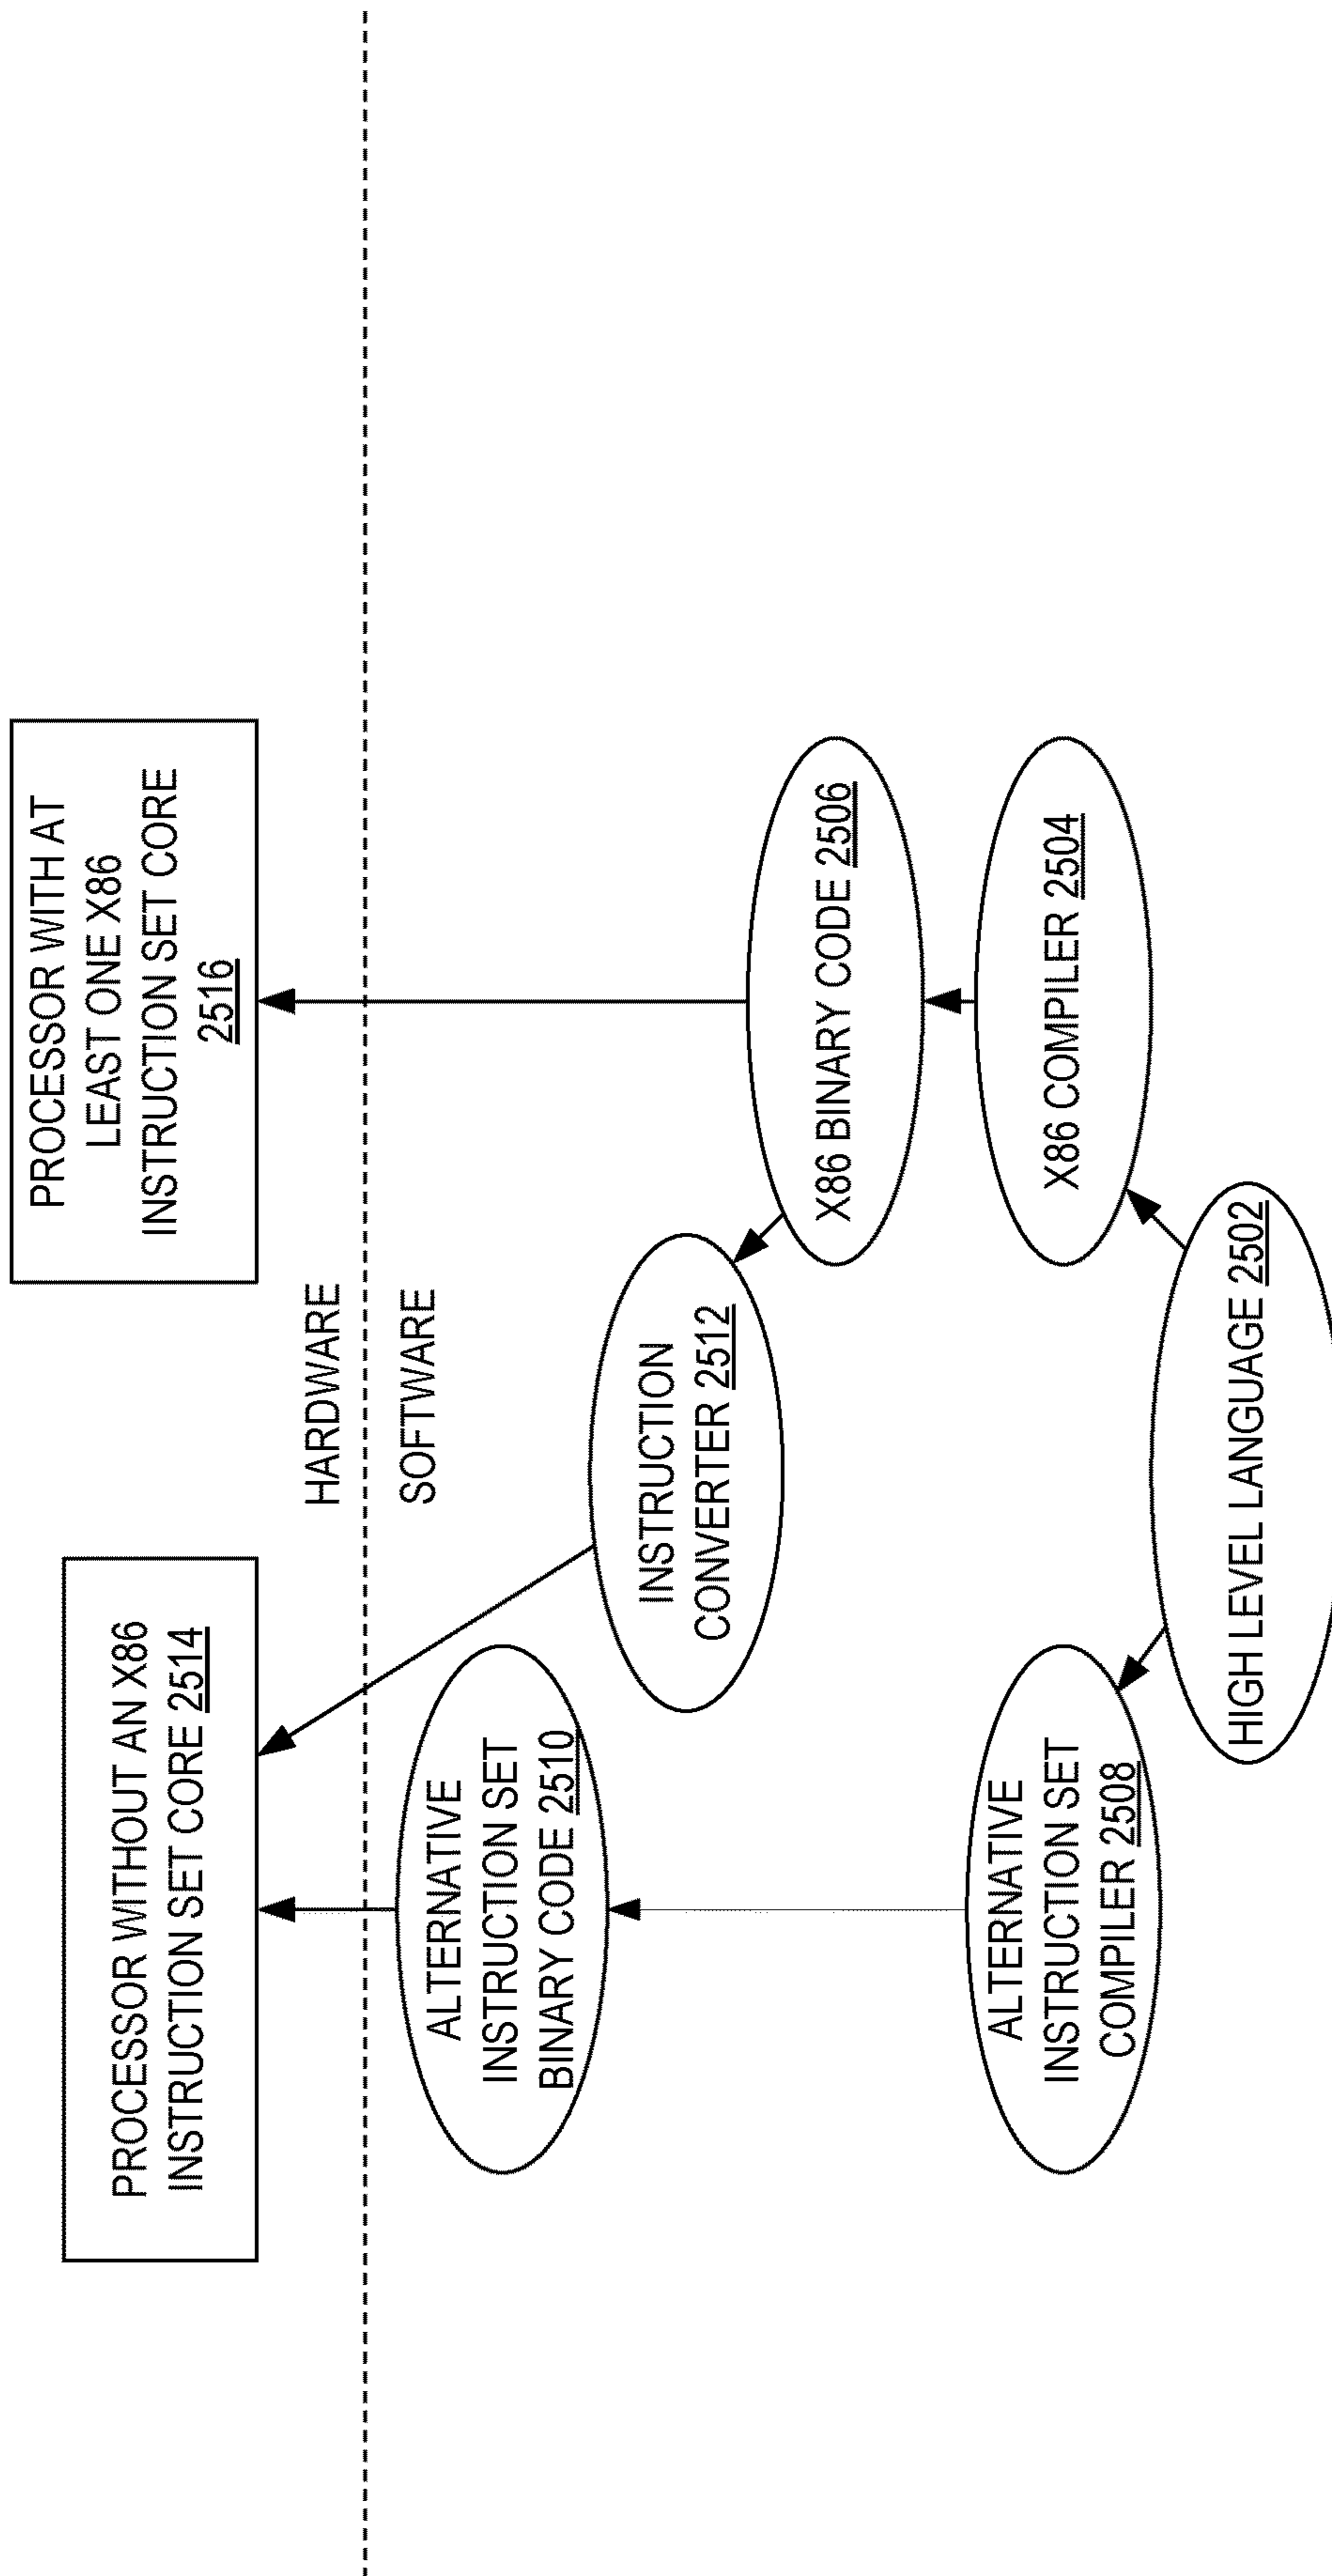 PROCESSOR WITHOUT AN X86
INSTRUCTION SET CORE 2514
PROCESSOR WITH AT
LEAST ONE X86
INSTRUCTION SET CORE
2516
HARDWARE
SOFTWARE
ALTERNATIVE
INSTRUCTION SET
BINARY CODE 2510
INSTRUCTION
CONVERTER 2512
X86 BINARY CODE 2506
ALTERNATIVE
INSTRUCTION SET
COMPILER 2508
X86 COMPILER 2504
HIGH LEVEL LANGUAGE 2502